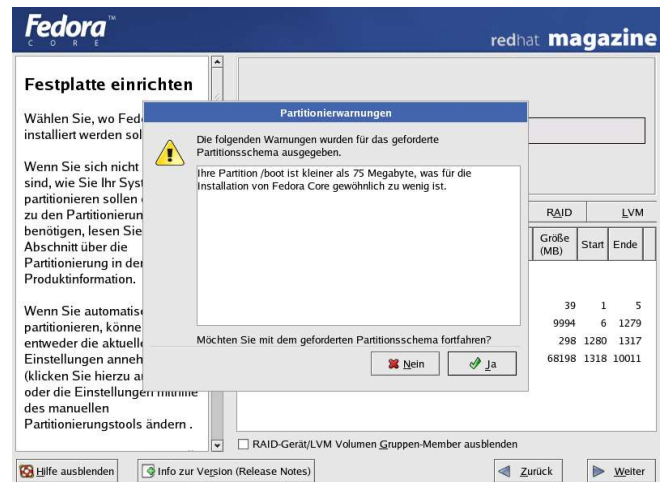 Fedora™
CORE
redhat magazine
Festplatte einrichten
Wählen Sie, wo Fed
installiert werden sol
Wenn Sie sich nicht
sind, wie Sie Ihr Syst
partitionieren sollen
zu den Partitionierun
benötigen, lesen Sie
Abschnitt über die
Partitionierung in der
Produktinformation.
Wenn Sie automatis
partitionieren, könne
entweder die aktuell
Einstellungen anneh
(klicken Sie hierzu a
oder die Einstellungen mithilfe
des manuellen
Partitionierungstools ändern .
Partitionierwarnungen
Die folgenden Warnungen wurden für das geforderte
Partitionsschema ausgegeben.
Ihre Partition /boot ist kleiner als 75 Megabyte, was für die
Installation von Fedora Core gewöhnlich zu wenig ist.
Möchten Sie mit dem geforderten Partitionsschema fortfahren?
Nein
Ja
RAID
LVM
Größe
(MB)
Start
Ende
39 1 5
9994 6 1279
298 1280 1317
68198 1318 10011
RAID-Gerät/LVM Volumen Gruppen-Member ausblenden
Hilfe ausblenden
Info zur Version (Release Notes)
Zurück
Weiter